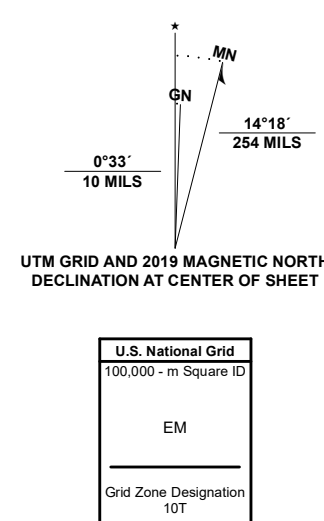 ★
MN
GN
14°18´
254 MILS
0°33´
10 MILS
UTM GRID AND 2019 MAGNETIC NORTH
DECLINATION AT CENTER OF SHEET
U.S. National Grid
100,000 - m Square ID
EM
Grid Zone Designation
10T